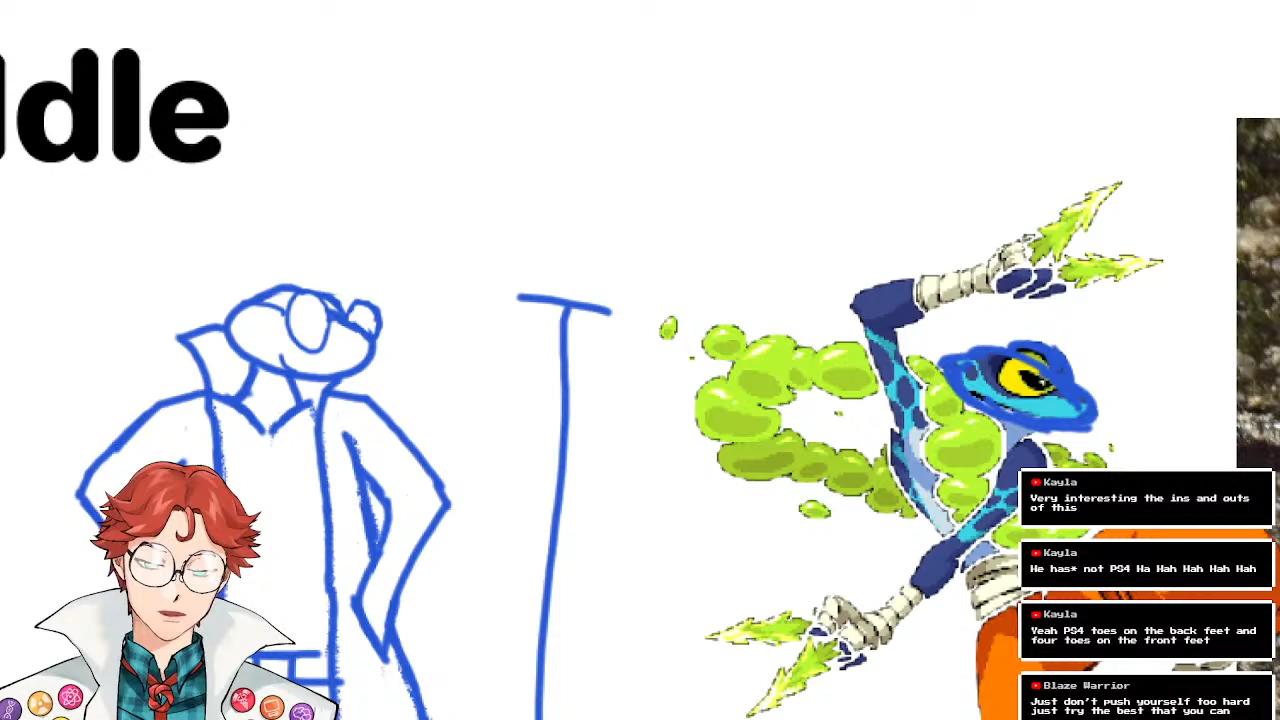 Idle
Kayla
Very interesting the ins and outs
of this
Kayla
He has* not PS4 Ha Hah Hah Hah Hah
Kayla
Yeah PS4 toes on the back feet and
four toes on the front feet
Blaze Warrior
Just don't push yourself too hard
just try the best that you can